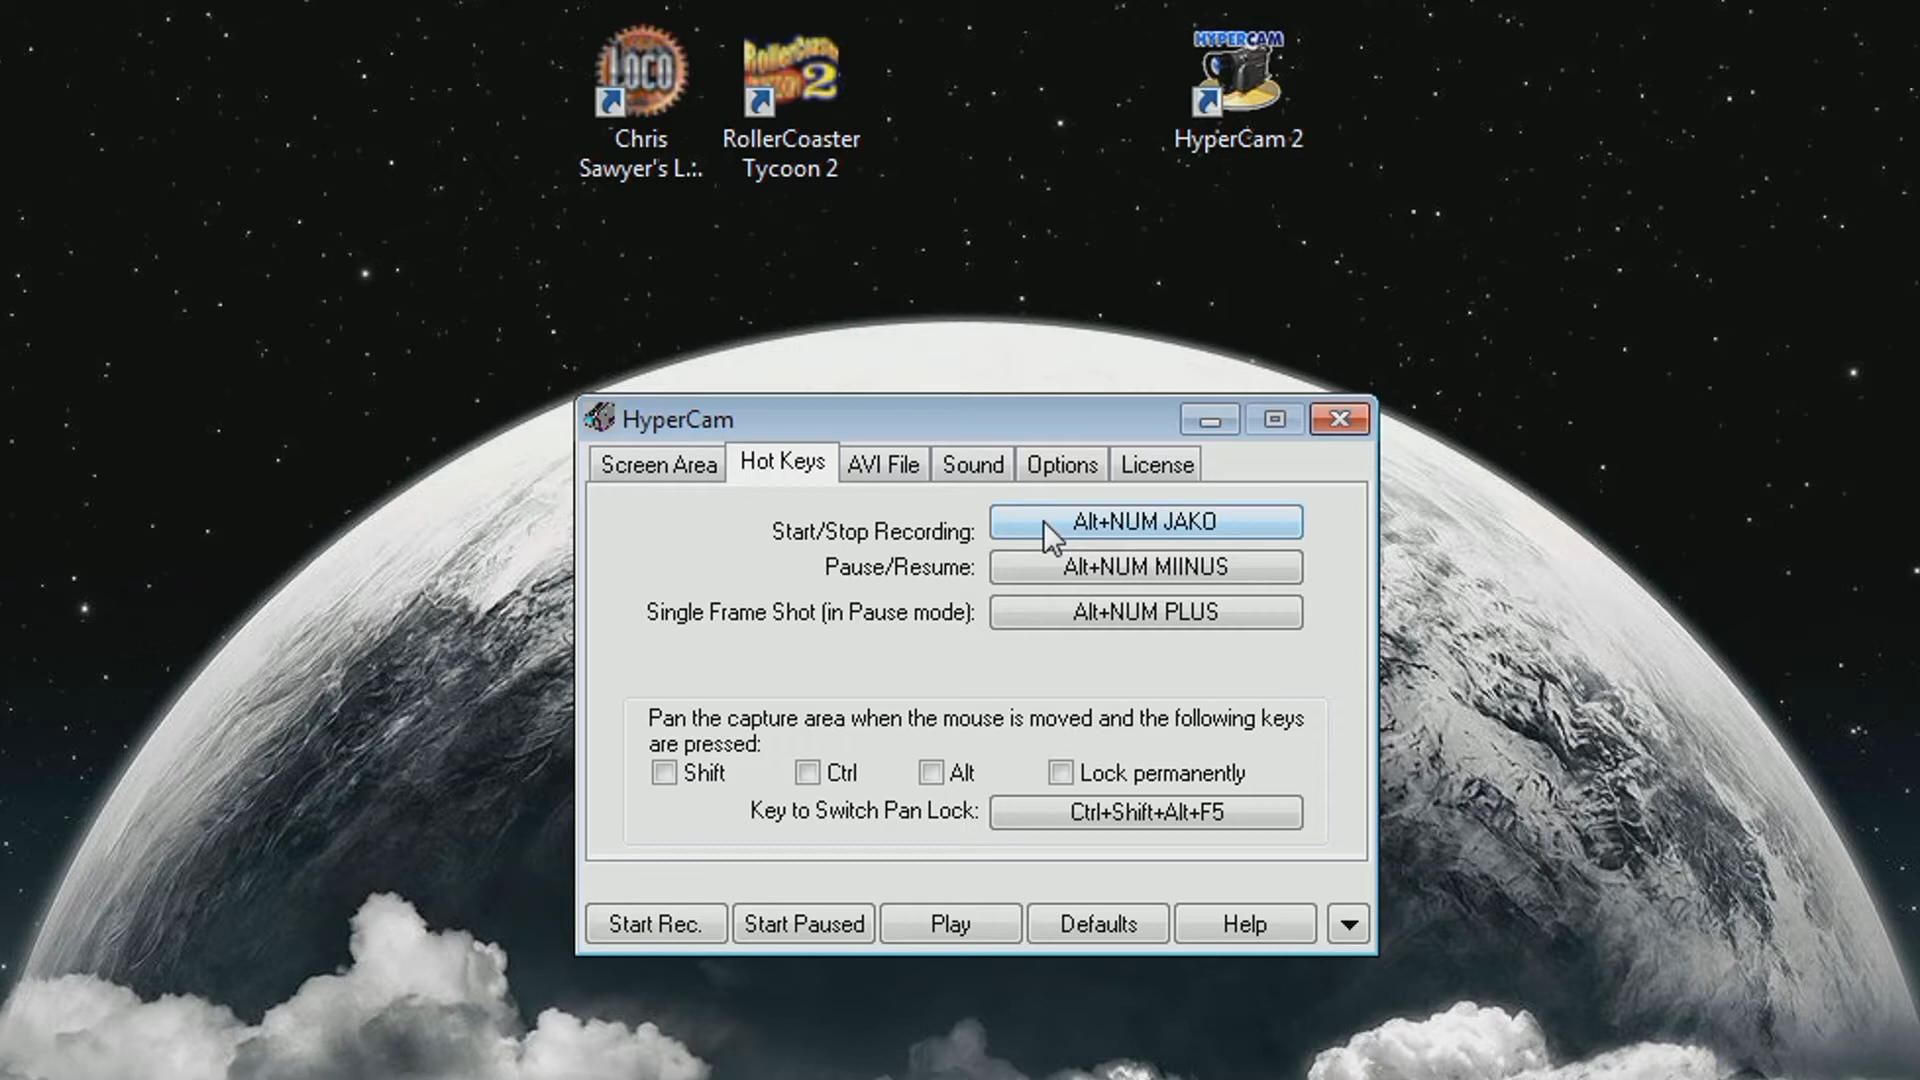 LOCO
RollerCoaster
2
HYPERCAM
Chris
Sawyer's L...
RollerCoaster
Tycoon 2
HyperCam 2
HyperCam
Screen Area
Hot Keys
AVI File
Sound
Options
License
Start/Stop Recording:
Alt+NUM JAKO
Pause/Resume:
Alt+NUM MIINUS
Single Frame Shot (in Pause mode):
Alt+NUM PLUS
Pan the capture area when the mouse is moved and the following keys
are pressed:
Shift
Ctrl
Alt
Lock permanently
Key to Switch Pan Lock:
Ctrl+Shift+Alt+F5
Start Rec.
Start Paused
Play
Defaults
Help